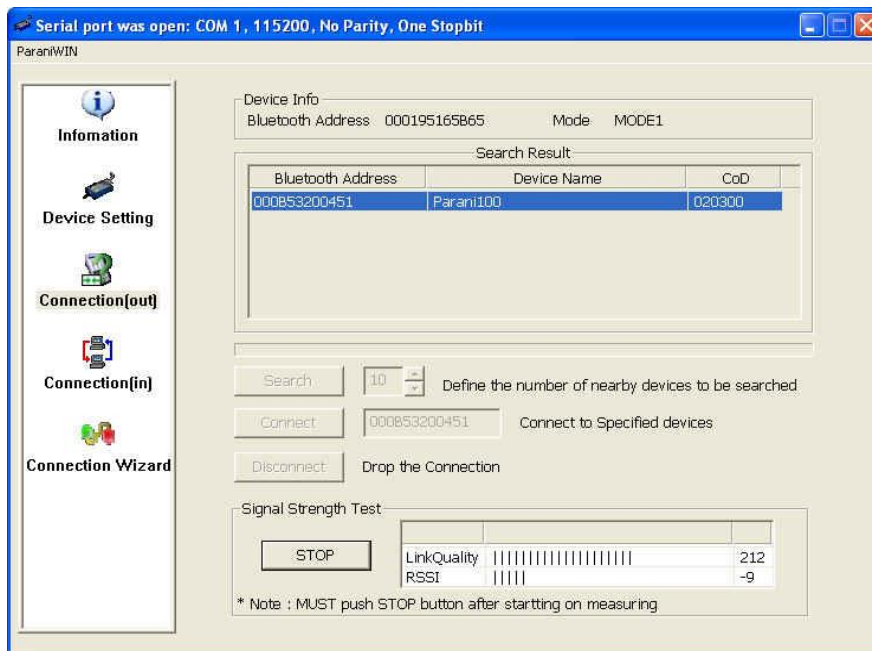 Serial port was open: COM 1, 115200, No Parity, One Stopbit
ParaniWIN
Infomation
Device Setting
Connection(out)
Connection(in)
Connection Wizard
Device Info
Bluetooth Address 000195165B65 Mode MODE1
Search Result
Bluetooth Address Device Name CoD
000B53200451 Parani100 020300
Search 10 Define the number of nearby devices to be searched
Connect 000B53200451 Connect to Specified devices
Disconnect Drop the Connection
Signal Strength Test
STOP
LinkQuality |||||||||||||||||||| 212
RSSI ||||| -9
* Note : MUST push STOP button after startting on measuring